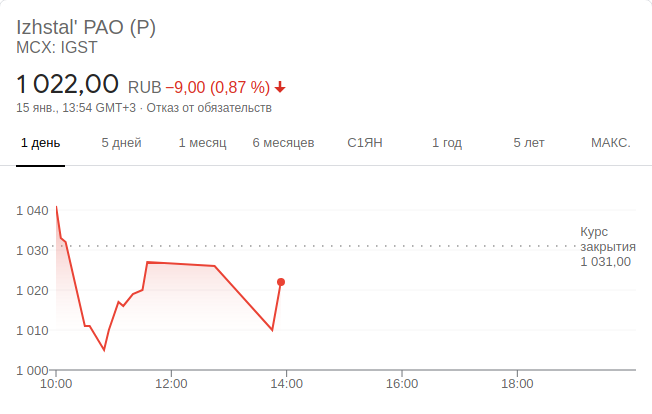 Izhstal' PAO (P)
MCX: IGST
1 022,00 RUB −9,00 (0,87 %)
15 янв., 13:54 GMT+3 · Отказ от обязательств
1 день 5 дней 1 месяц 6 месяцев С1ЯН 1 год 5 лет МАКС.
1 040
1 030
1 020
1 010
1 000
Курс
закрытия
1 031,00
10:00 12:00 14:00 16:00 18:00